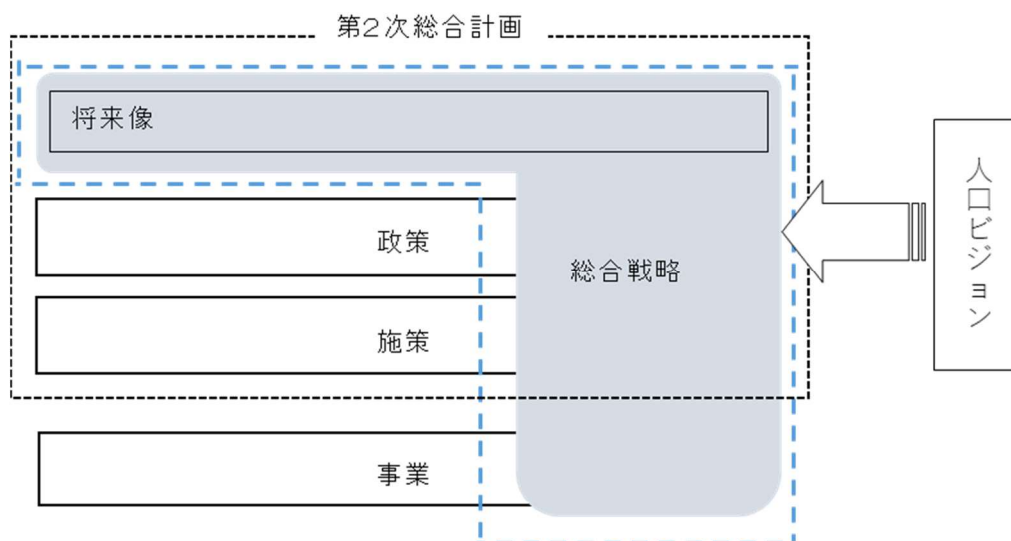 第２次総合計画
将来像
政策
総合戦略
施策
事業
人口ビジョン